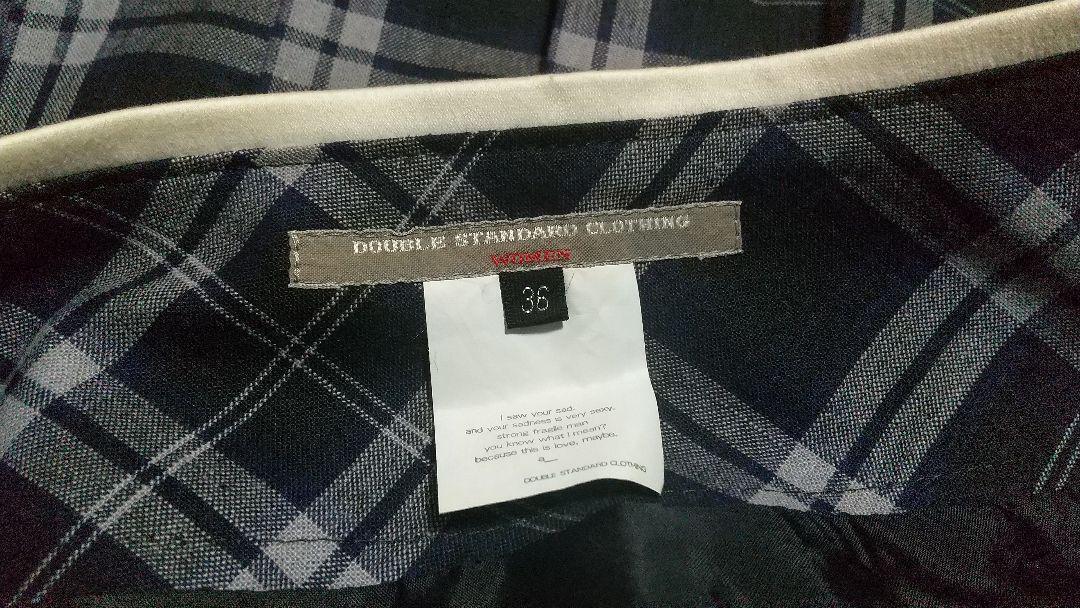 DOUBLE STANDARD CLOTHING
WOMEN
36
I saw your sad.
and your sadness is very sexy.
strong fragile man
you know what I mean?
because this is love, maybe.
a__
DOUBLE STANDARD CLOTHING